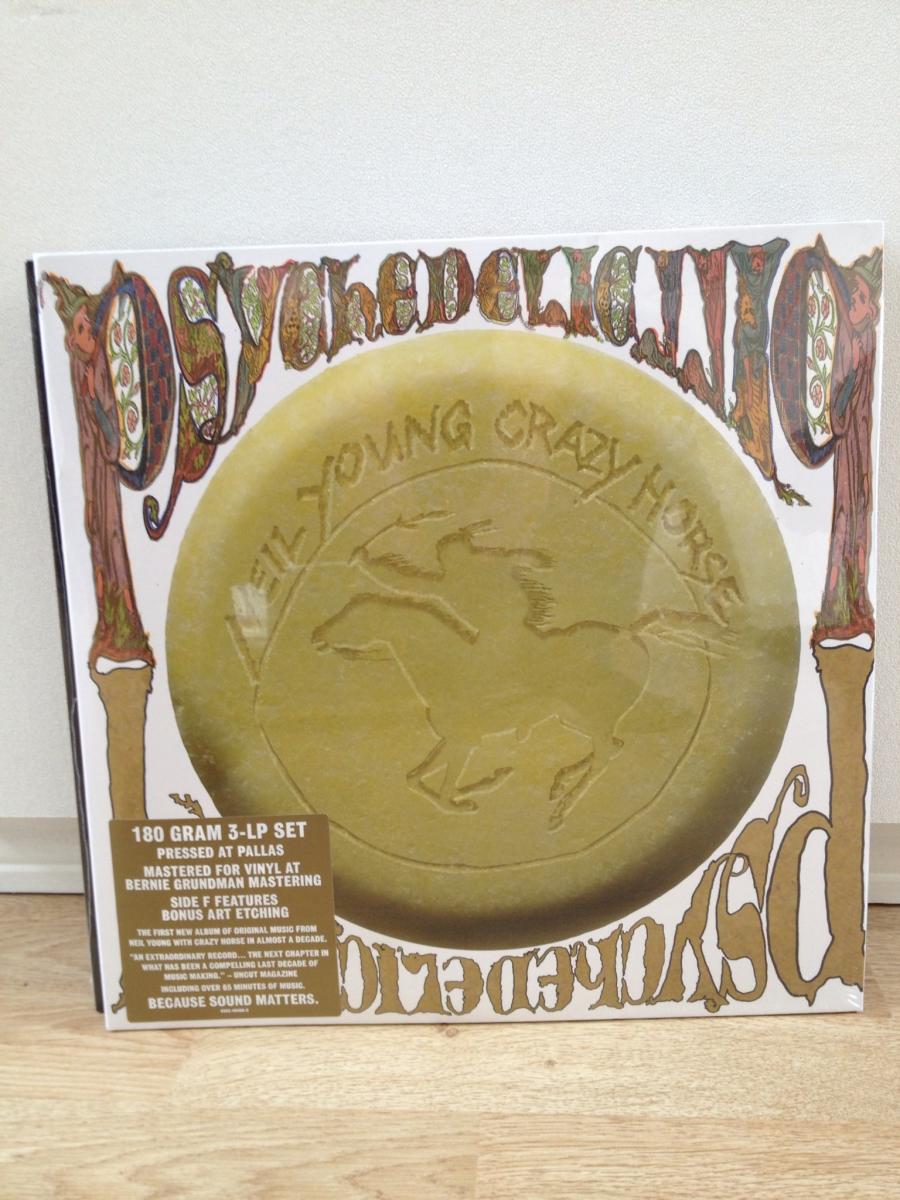 PSYCHEDELIC PILL
NEIL YOUNG CRAZY HORSE
180 GRAM 3-LP SET
PRESSED AT PALLAS
MASTERED FOR VINYL AT
BERNIE GRUNDMAN MASTERING
SIDE F FEATURES
BONUS ART ETCHING
THE FIRST NEW ALBUM OF ORIGINAL MUSIC FROM
NEIL YOUNG WITH CRAZY HORSE IN ALMOST A DECADE.
"AN EXTRAORDINARY RECORD... THE NEXT CHAPTER IN
WHAT HAS BEEN A COMPELLING LAST DECADE OF
MUSIC MAKING." – UNCUT MAGAZINE
INCLUDING OVER 85 MINUTES OF MUSIC.
BECAUSE SOUND MATTERS.
PSYCHEDELIC